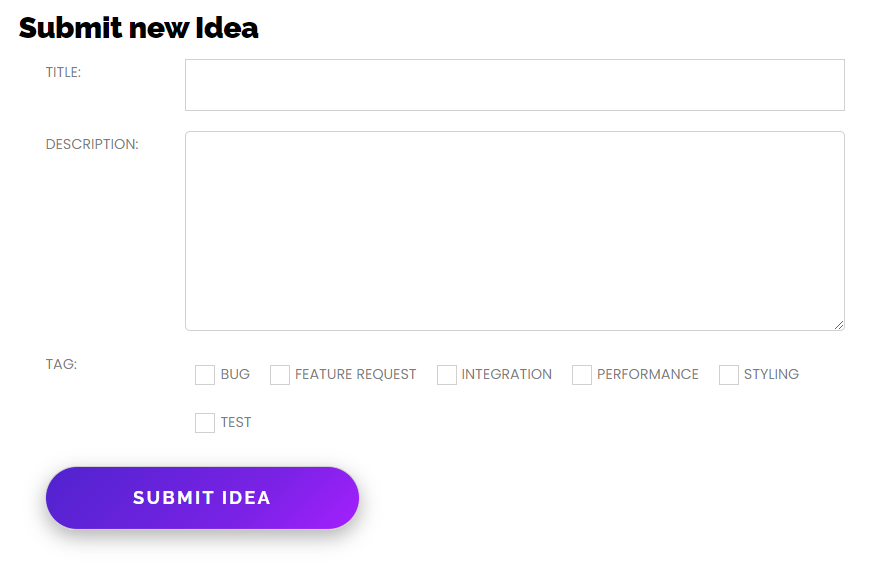 Submit new Idea
TITLE:
DESCRIPTION:
TAG:
BUG FEATURE REQUEST INTEGRATION PERFORMANCE STYLING
TEST
SUBMIT IDEA